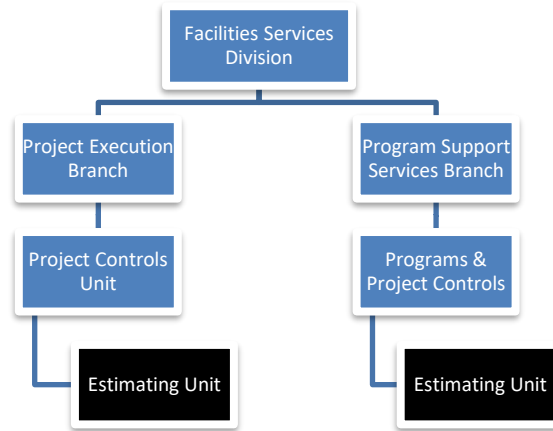 Facilities Services
Division
Project Execution
Branch
Program Support
Services Branch
Project Controls
Unit
Programs &
Project Controls
Estimating Unit
Estimating Unit